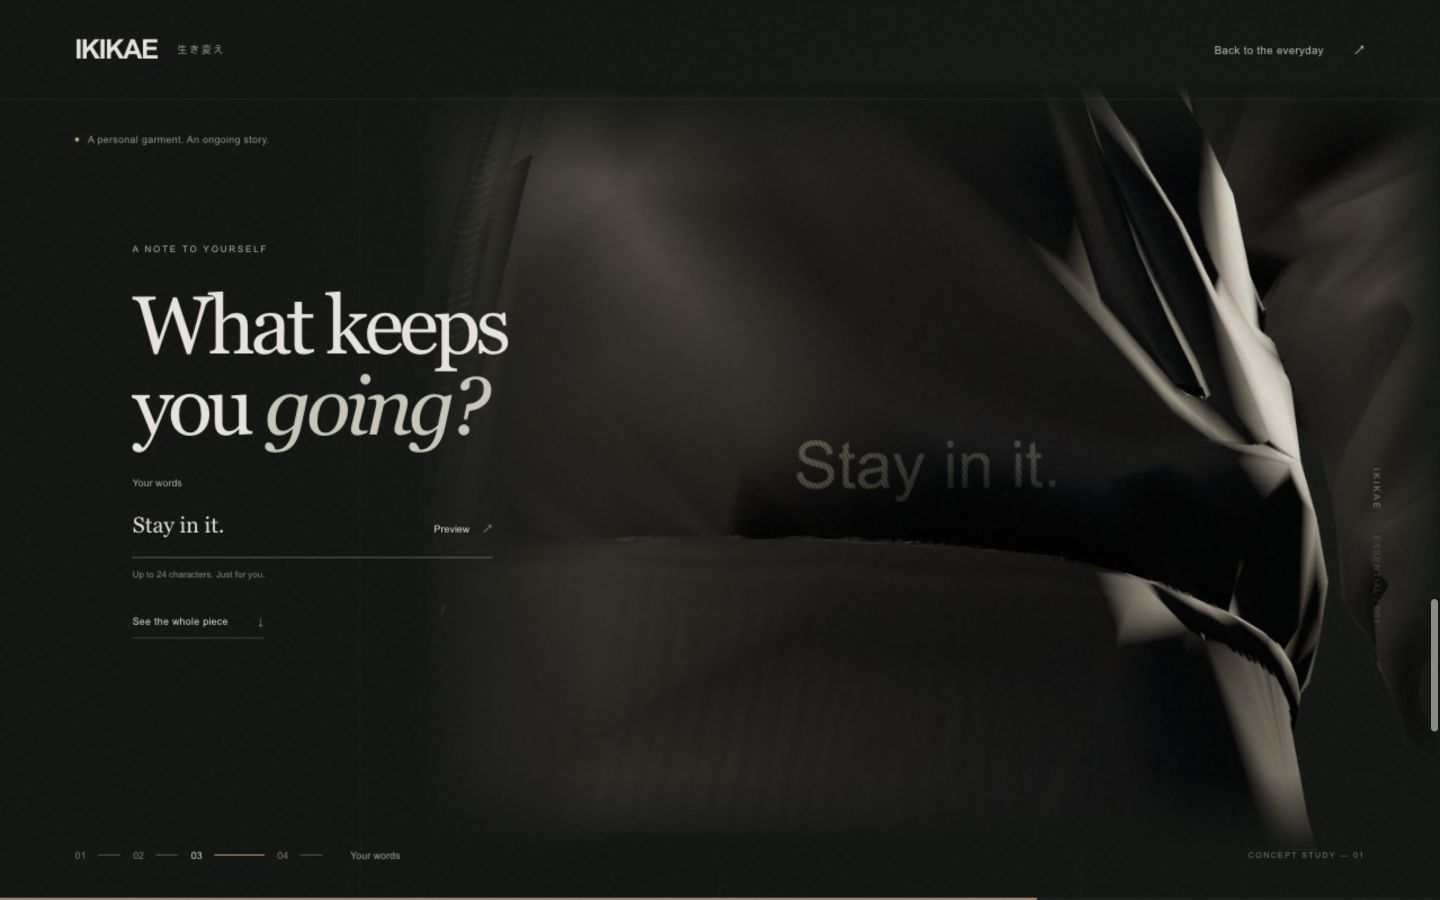 IKIKAE 生き変え
Back to the everyday ↗
A personal garment. An ongoing story.
A NOTE TO YOURSELF
What keeps
you going?
Your words
Stay in it.
Preview ↗
Up to 24 characters. Just for you.
See the whole piece ↓
Stay in it.
IKIKAE ESSENTIAL / 001
01 02 03 04 Your words
CONCEPT STUDY — 01